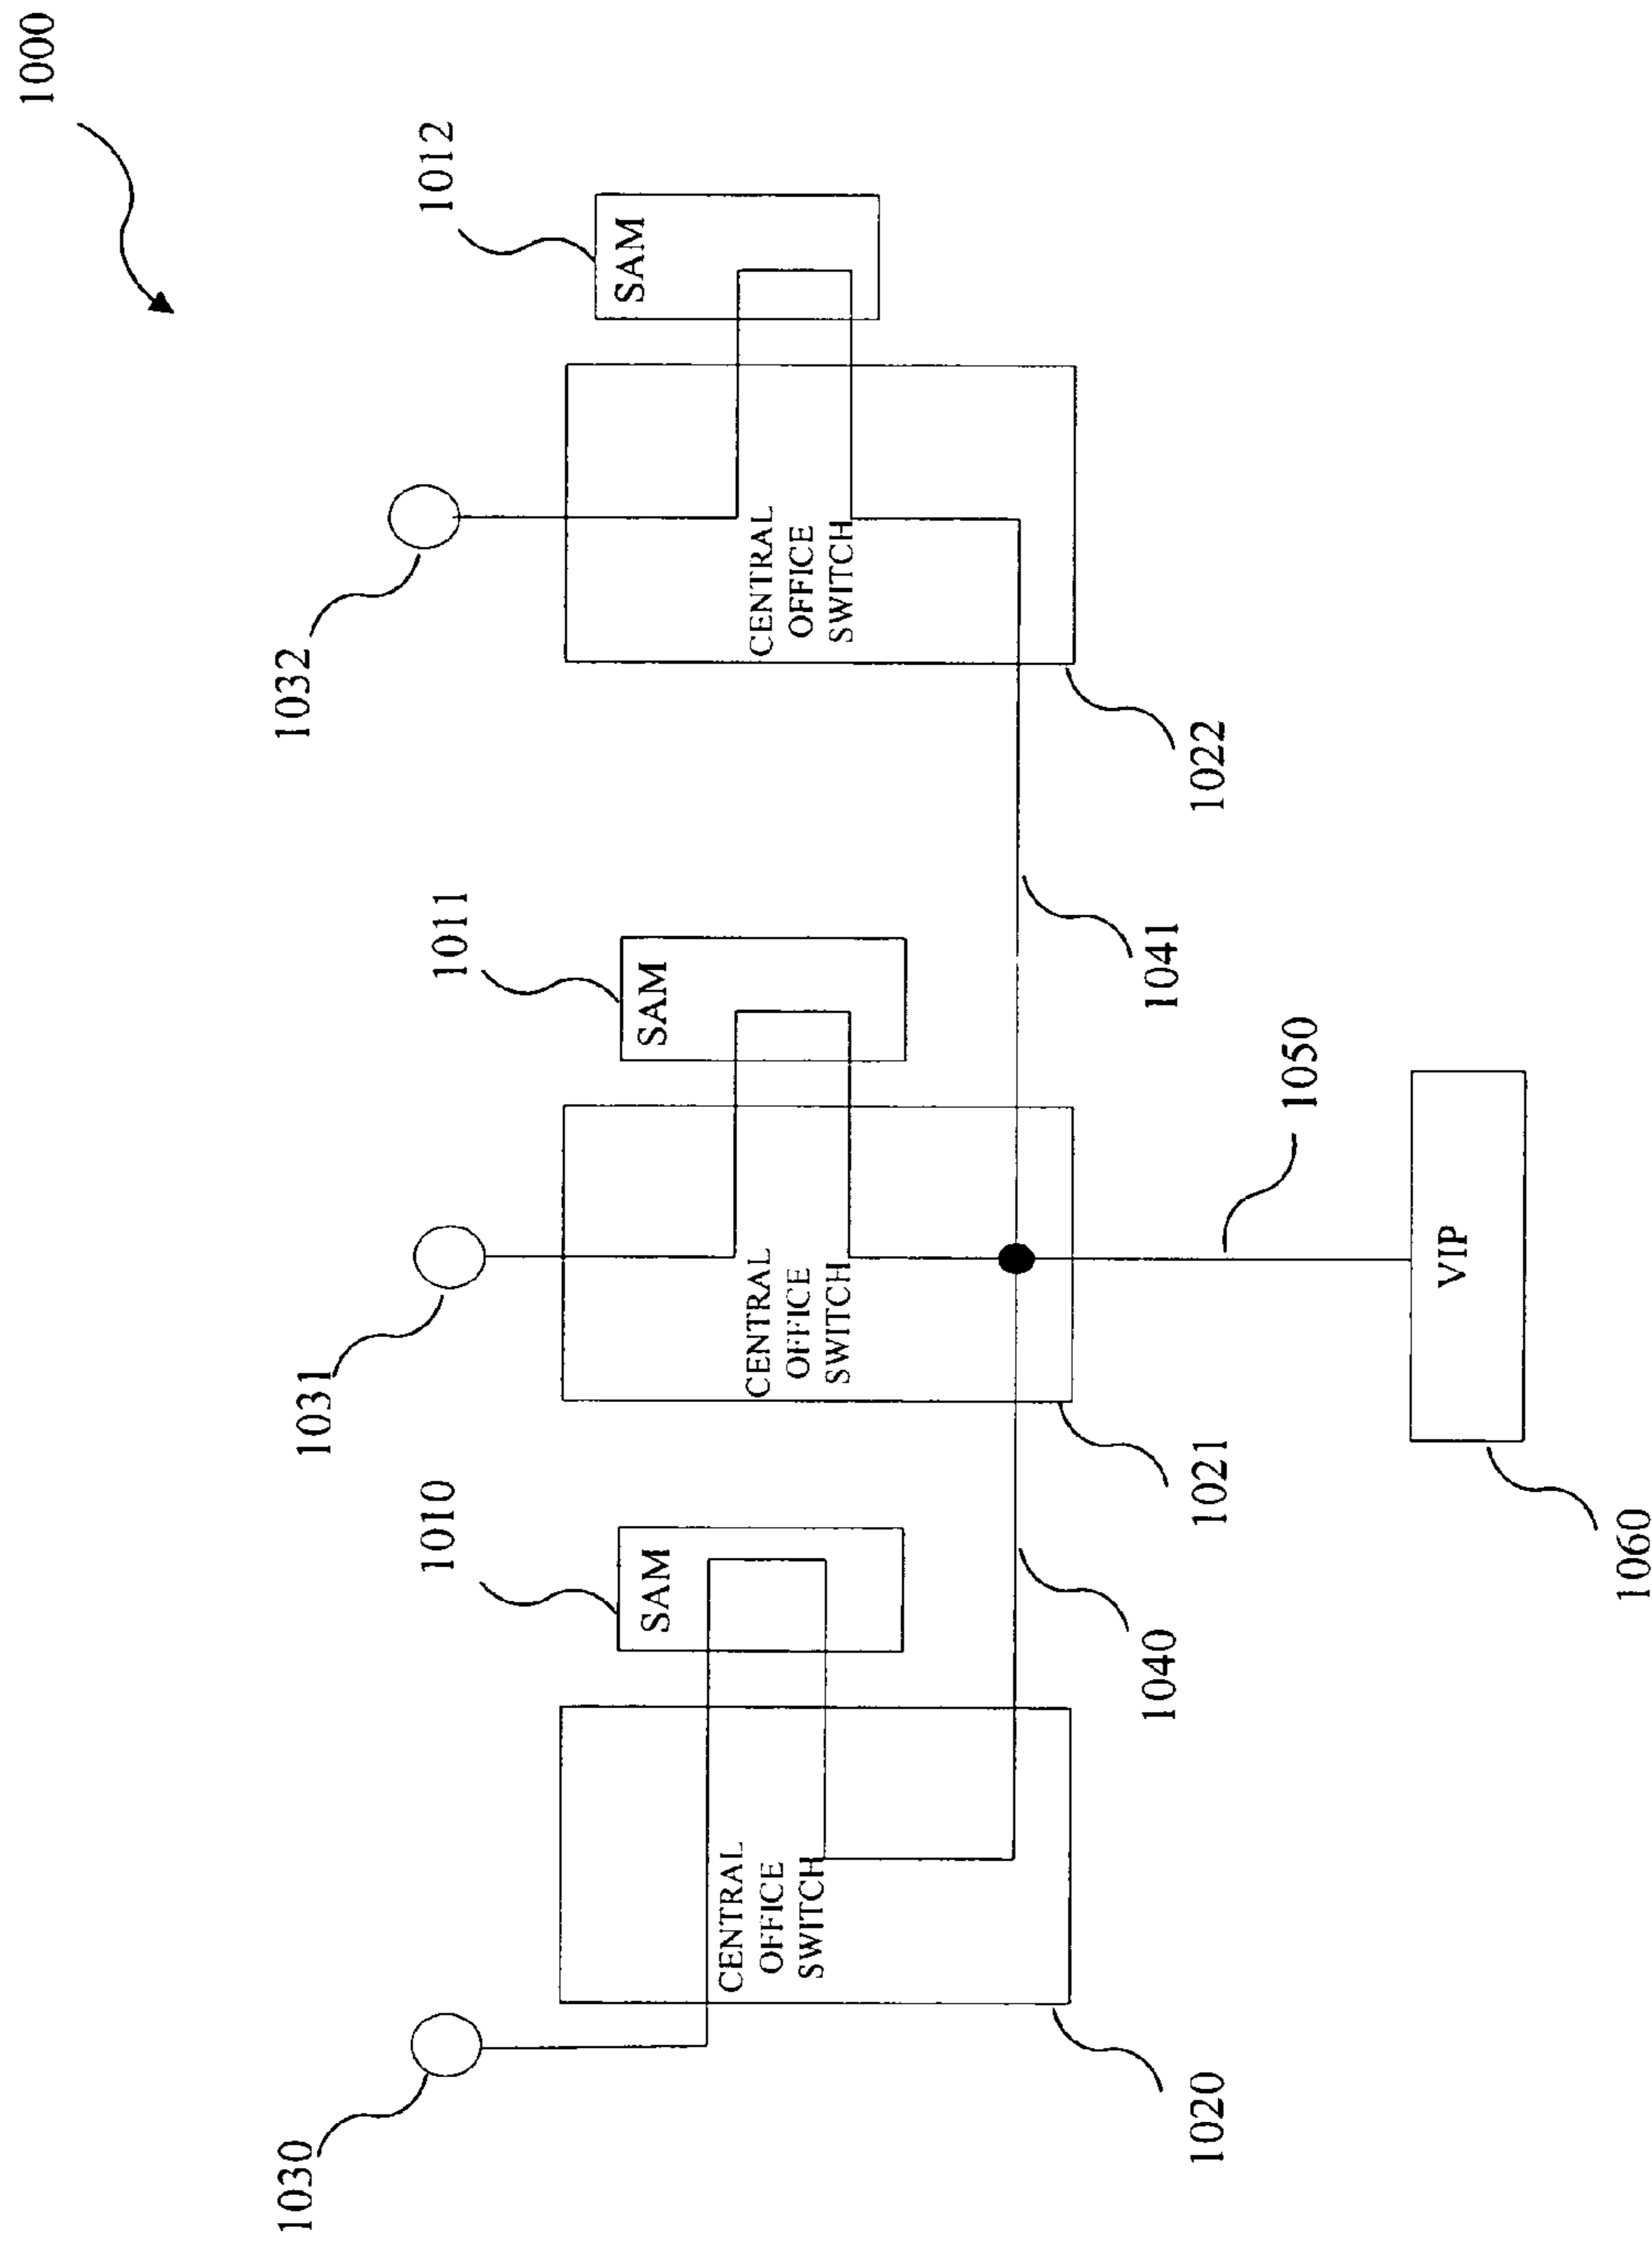 1000
1030
1031
1032
1010
1011
1012
SAM
SAM
SAM
CENTRAL
OFFICE
SWITCH
CENTRAL
OFFICE
SWITCH
CENTRAL
OFFICE
SWITCH
1040
1041
1020
1021
1022
1050
VIP
1060